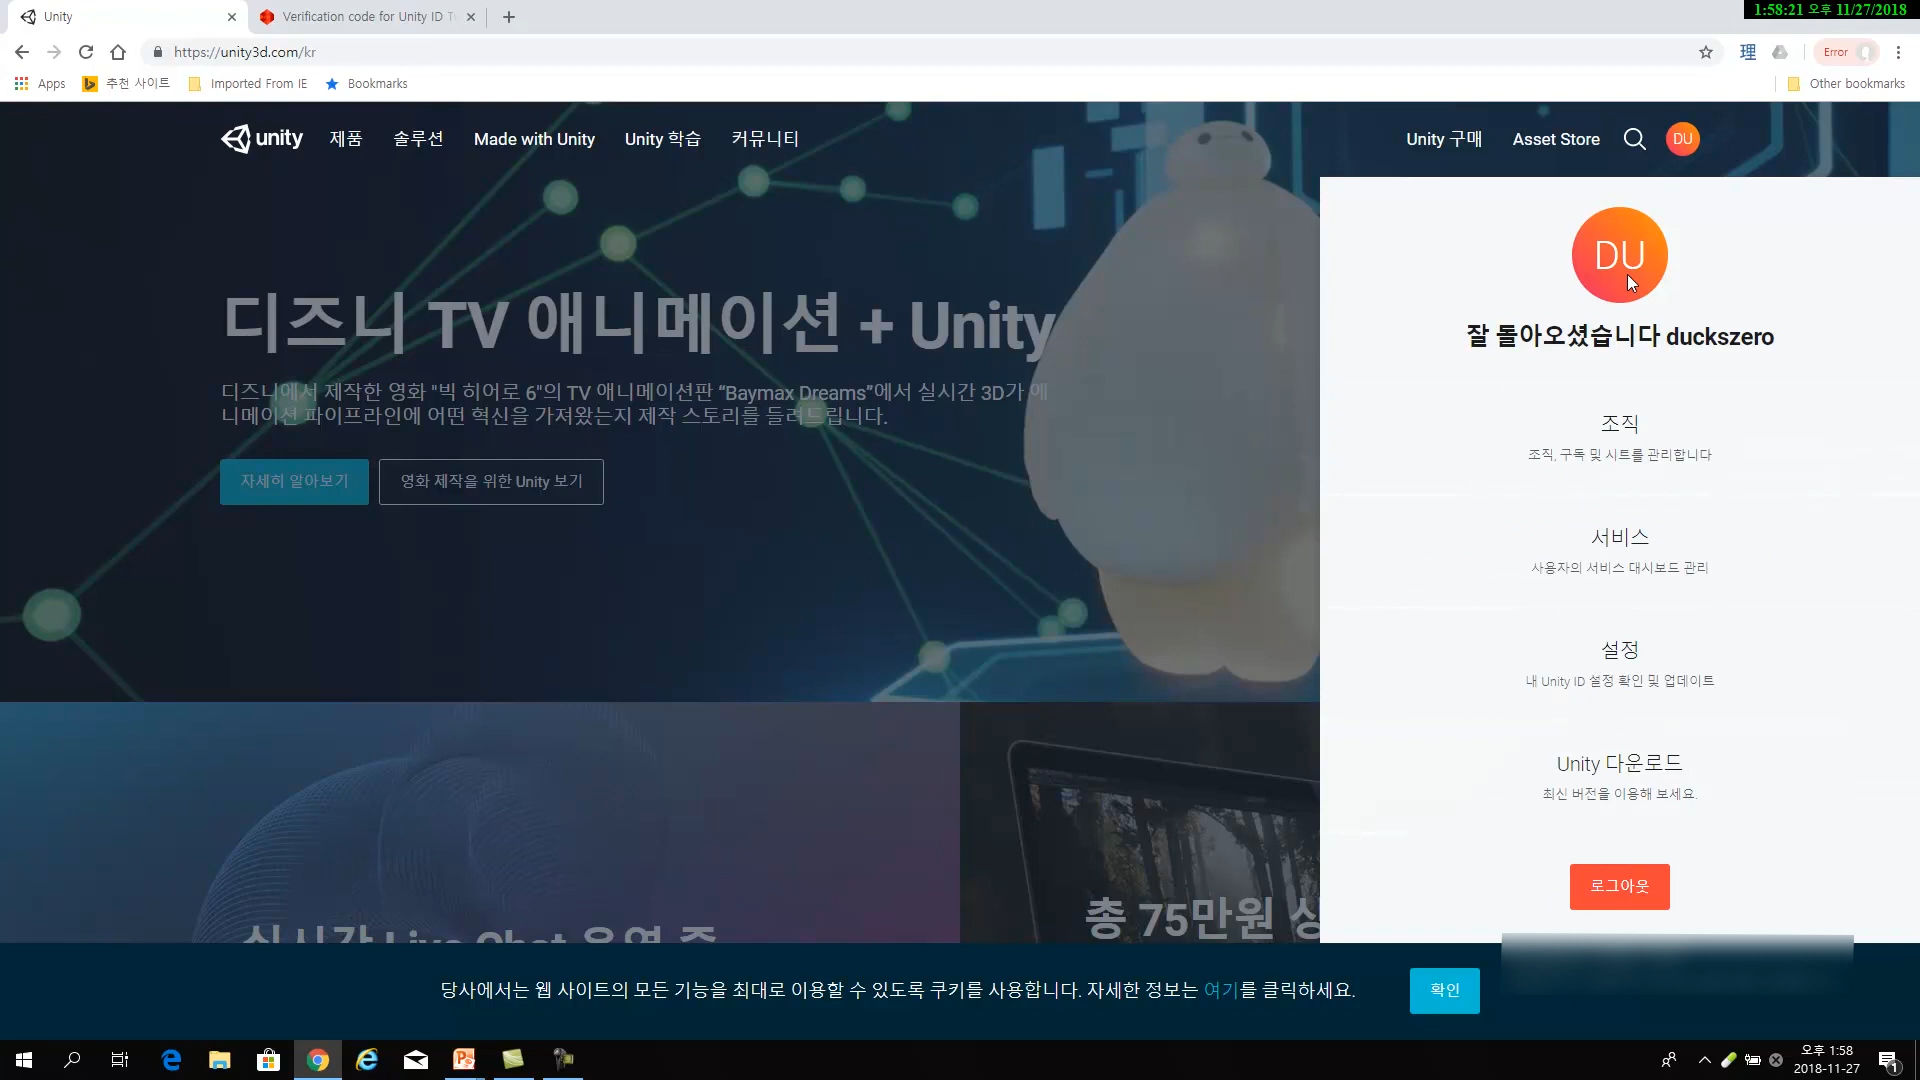 Unity
Verification code for Unity ID
1:58:21 오후 11/27/2018
https://unity3d.com/kr
理
Error
Apps
추천 사이트
Imported From IE
Bookmarks
Other bookmarks
unity
제품
솔루션
Made with Unity
Unity 학습
커뮤니티
Unity 구매
Asset Store
DU
DU
잘 돌아오셨습니다 duckszero
디즈니 TV 애니메이션 + Unity
디즈니에서 제작한 영화 "빅 히어로 6"의 TV 애니메이션판 “Baymax Dreams”에서 실시간 3D가 애
니메이션 파이프라인에 어떤 혁신을 가져왔는지 제작 스토리를 들려드립니다.
자세히 알아보기
영화 제작을 위한 Unity 보기
조직
조직, 구독 및 시트를 관리합니다
서비스
사용자의 서비스 대시보드 관리
설정
내 Unity ID 설정 확인 및 업데이트
Unity 다운로드
최신 버전을 이용해 보세요.
로그아웃
실시간 Live Chat 운영 중
총 75만원 상
당사에서는 웹 사이트의 모든 기능을 최대로 이용할 수 있도록 쿠키를 사용합니다. 자세한 정보는 여기를 클릭하세요.
확인
오후 1:58
2018-11-27
1